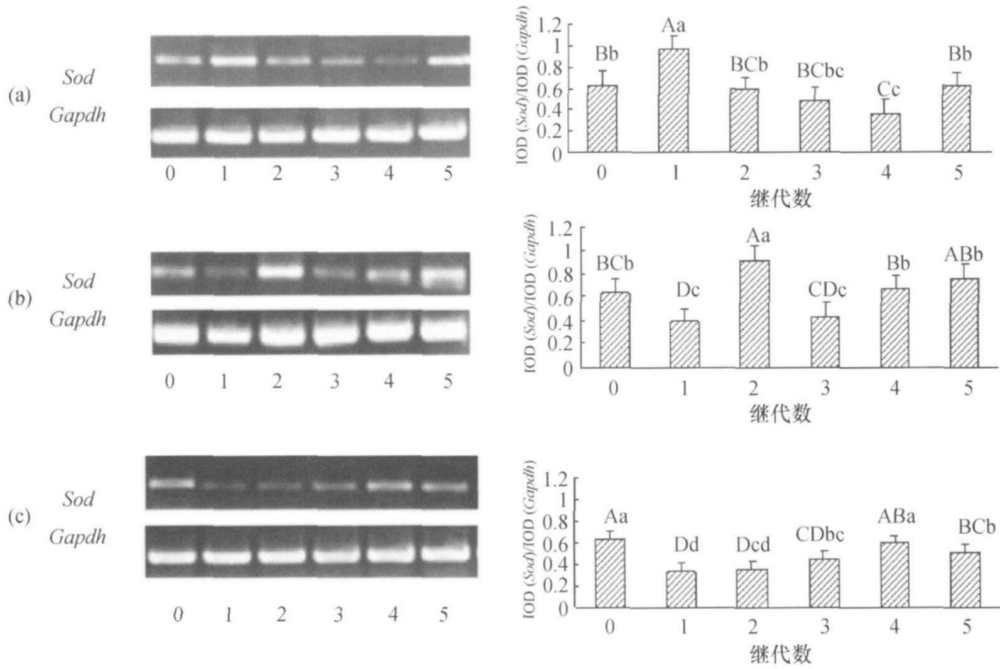 (a)
Sod
Gapdh
0 1 2 3 4 5
IOD (Sod)/IOD (Gapdh)
1.2
1
0.8
0.6
0.4
0.2
0
Bb Aa BCb BCbc Cc Bb
0 1 2 3 4 5
继代数
(b)
Sod
Gapdh
0 1 2 3 4 5
IOD (Sod)/IOD (Gapdh)
1.2
1
0.8
0.6
0.4
0.2
0
BCb Dc Aa CDc Bb ABb
0 1 2 3 4 5
继代数
(c)
Sod
Gapdh
0 1 2 3 4 5
IOD (Sod)/IOD (Gapdh)
1.2
1
0.8
0.6
0.4
0.2
0
Aa Dd Dcd CDbc ABa BCb
0 1 2 3 4 5
继代数